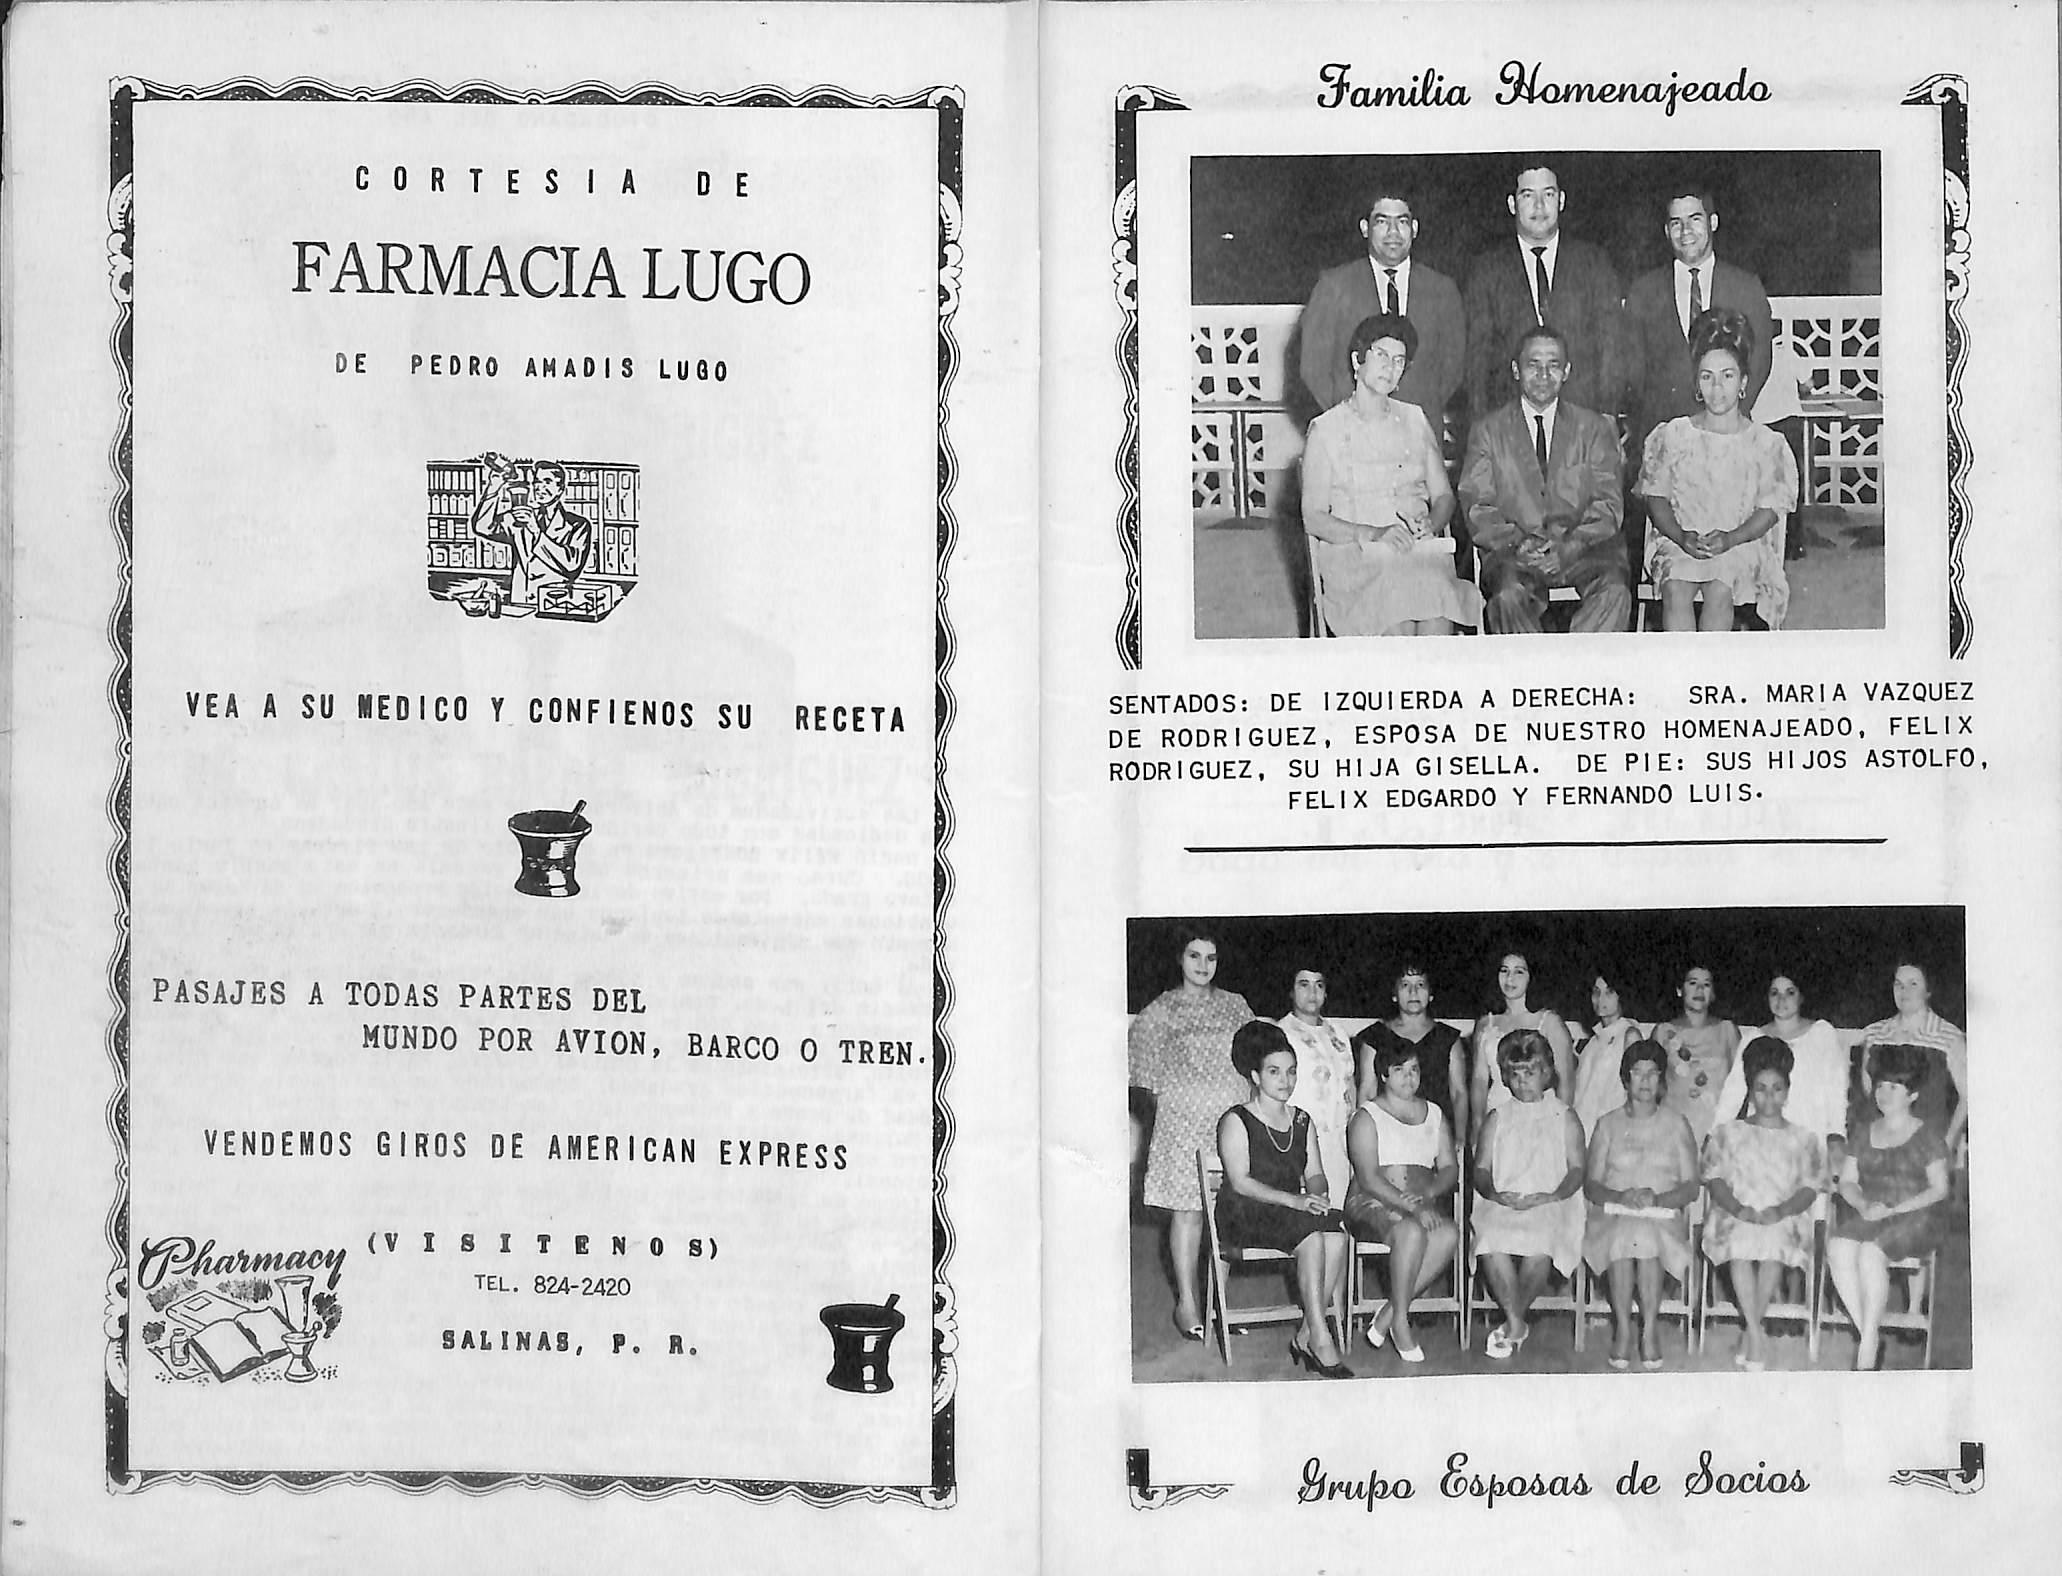 CORTESIA DE
FARMACIA LUGO
DE PEDRO AMADIS LUGO
VEA A SU MEDICO Y CONFIENOS SU RECETA
PASAJES A TODAS PARTES DEL
MUNDO POR AVION, BARCO O TREN.
VENDEMOS GIROS DE AMERICAN EXPRESS
Pharmacy
(VISITENOS)
TEL. 824-2420
SALINAS, P. R.
Familia Homenajeado
SENTADOS: DE IZQUIERDA A DERECHA: SRA. MARIA VAZQUEZ
DE RODRIGUEZ, ESPOSA DE NUESTRO HOMENAJEADO, FELIX
RODRIGUEZ, SU HIJA GISELLA. DE PIE: SUS HIJOS ASTOLFO,
FELIX EDGARDO Y FERNANDO LUIS.
Grupo Esposas de Socios